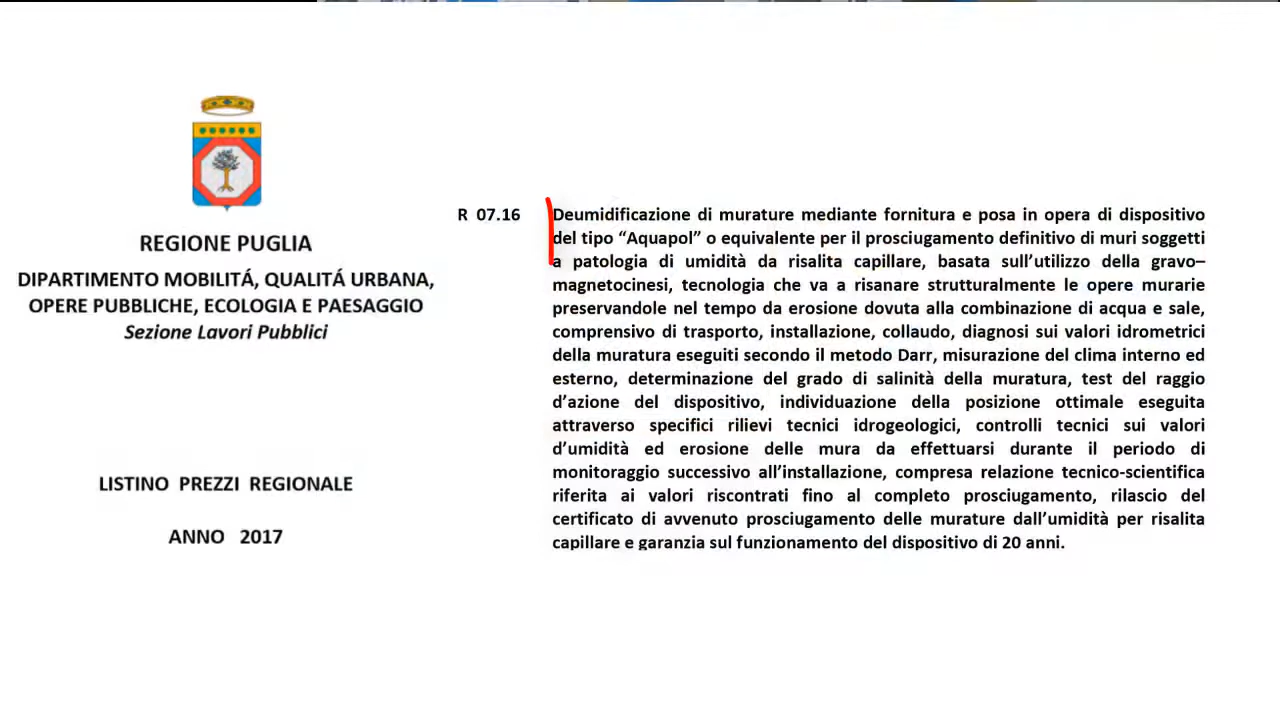 REGIONE PUGLIA
DIPARTIMENTO MOBILITÁ, QUALITÁ URBANA,
OPERE PUBBLICHE, ECOLOGIA E PAESAGGIO
Sezione Lavori Pubblici
LISTINO PREZZI REGIONALE
ANNO 2017
R 07.16
Deumidificazione di murature mediante fornitura e posa in opera di dispositivo
del tipo “Aquapol” o equivalente per il prosciugamento definitivo di muri soggetti
a patologia di umidità da risalita capillare, basata sull’utilizzo della gravo–
magnetocinesi, tecnologia che va a risanare strutturalmente le opere murarie
preservandole nel tempo da erosione dovuta alla combinazione di acqua e sale,
comprensivo di trasporto, installazione, collaudo, diagnosi sui valori idrometrici
della muratura eseguiti secondo il metodo Darr, misurazione del clima interno ed
esterno, determinazione del grado di salinità della muratura, test del raggio
d’azione del dispositivo, individuazione della posizione ottimale eseguita
attraverso specifici rilievi tecnici idrogeologici, controlli tecnici sui valori
d’umidità ed erosione delle mura da effettuarsi durante il periodo di
monitoraggio successivo all’installazione, compresa relazione tecnico-scientifica
riferita ai valori riscontrati fino al completo prosciugamento, rilascio del
certificato di avvenuto prosciugamento delle murature dall’umidità per risalita
capillare e garanzia sul funzionamento del dispositivo di 20 anni.